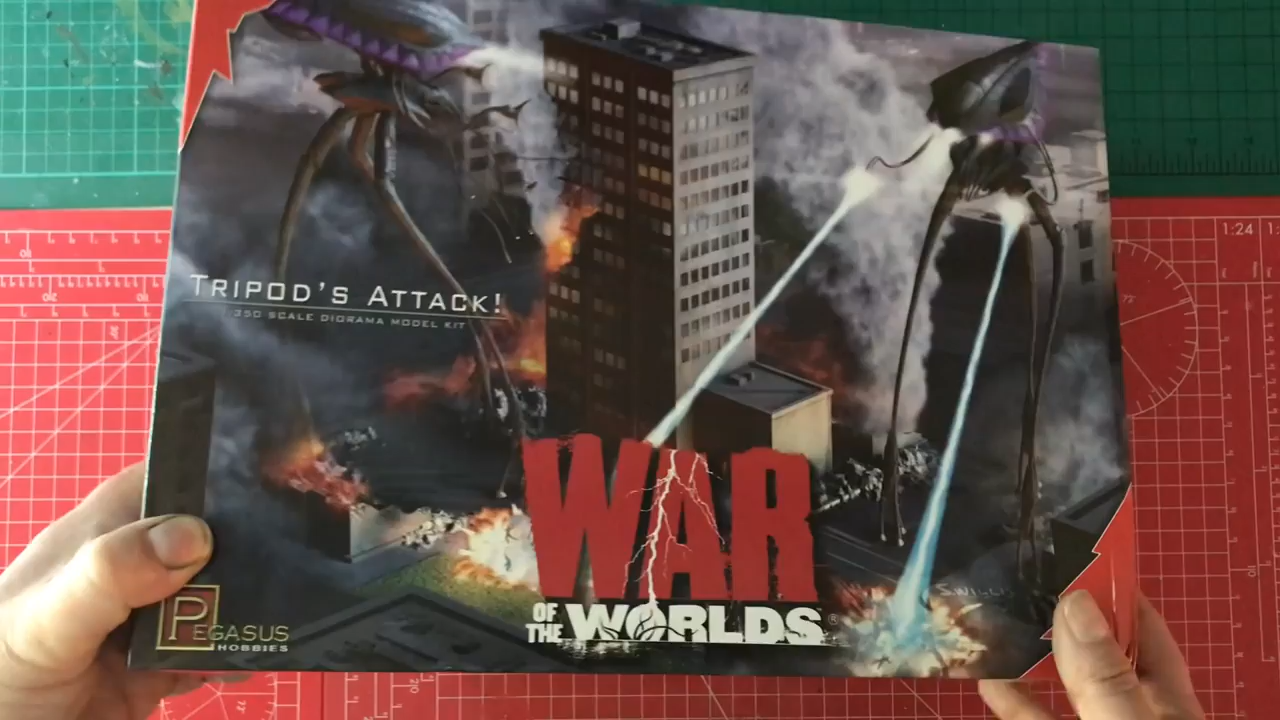 1:24
TRIPOD'S ATTACK!
350 SCALE DIORAMA MODEL KIT
WAR
OF THE WORLDS
®
PEGASUS
HOBBIES